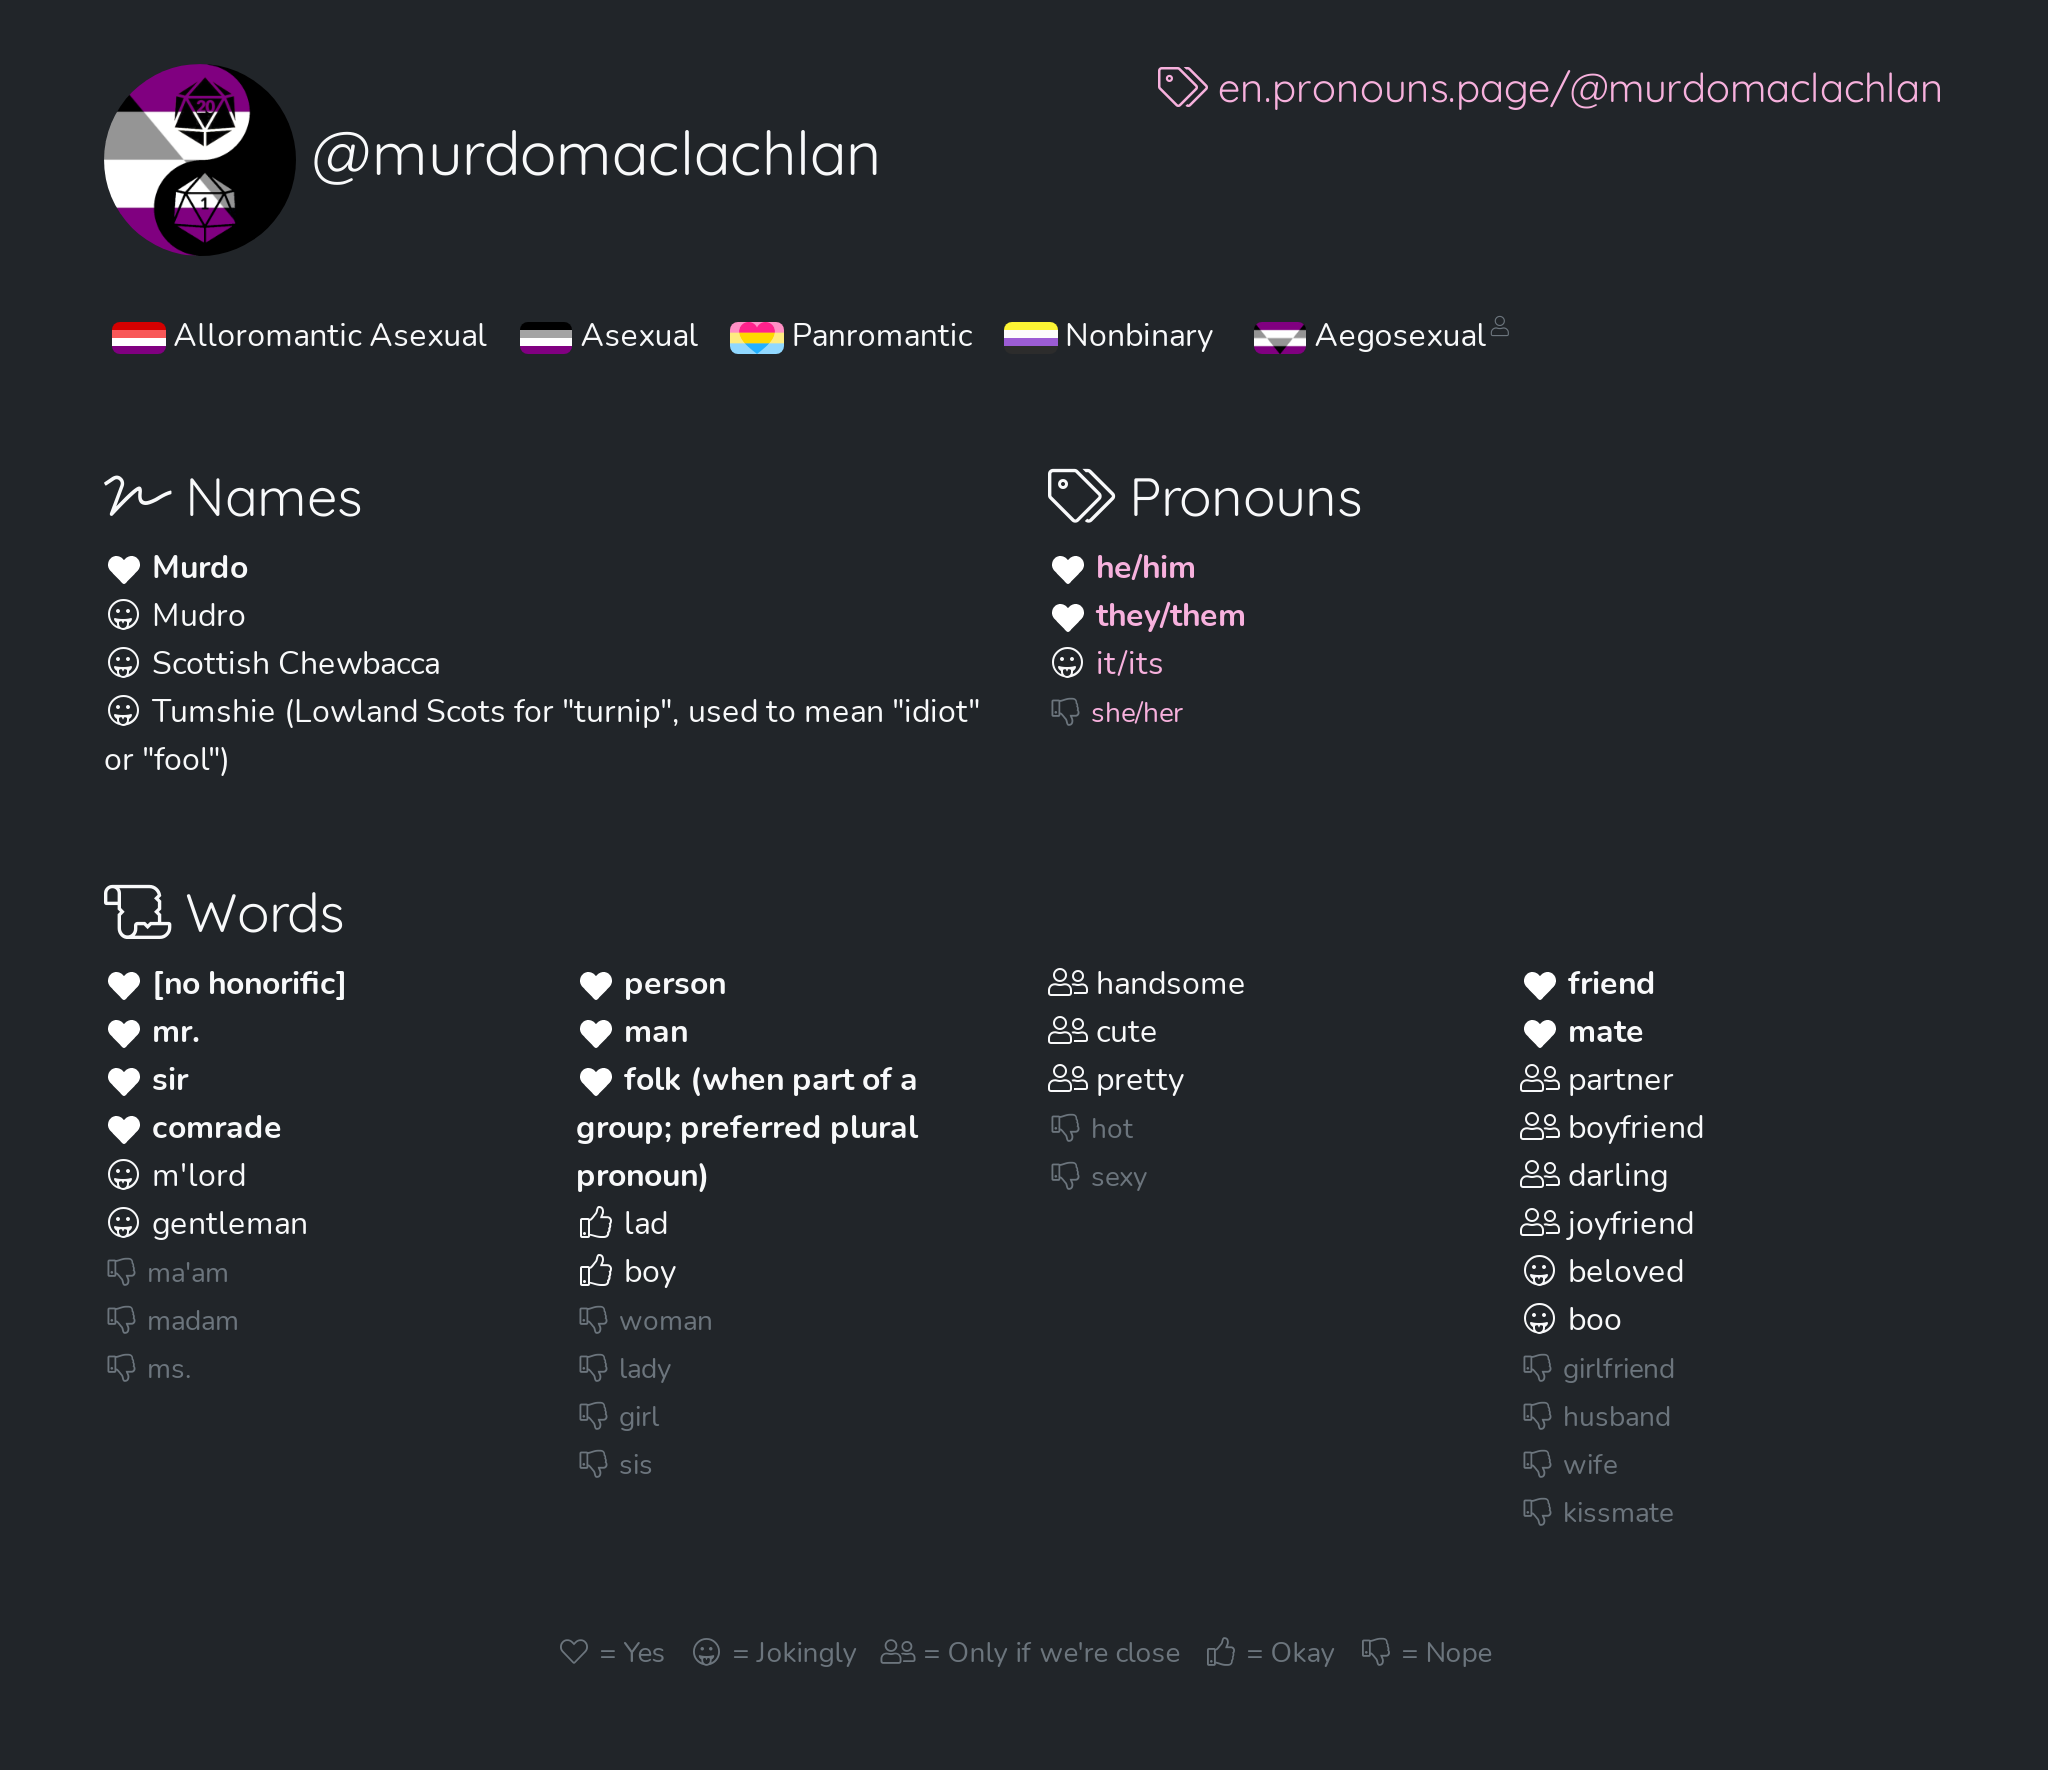 20
1
@murdomaclachlan
en.pronouns.page/@murdomaclachlan
Alloromantic Asexual
Asexual
Panromantic
Nonbinary
Aegosexual
Names
Murdo
Mudro
Scottish Chewbacca
Tumshie (Lowland Scots for "turnip", used to mean "idiot"
or "fool")
Pronouns
he/him
they/them
it/its
she/her
Words
[no honorific]
mr.
sir
comrade
m'lord
gentleman
ma'am
madam
ms.
person
man
folk (when part of a
group; preferred plural
pronoun)
lad
boy
woman
lady
girl
sis
handsome
cute
pretty
hot
sexy
friend
mate
partner
boyfriend
darling
joyfriend
beloved
boo
girlfriend
husband
wife
kissmate
= Yes = Jokingly = Only if we're close = Okay = Nope